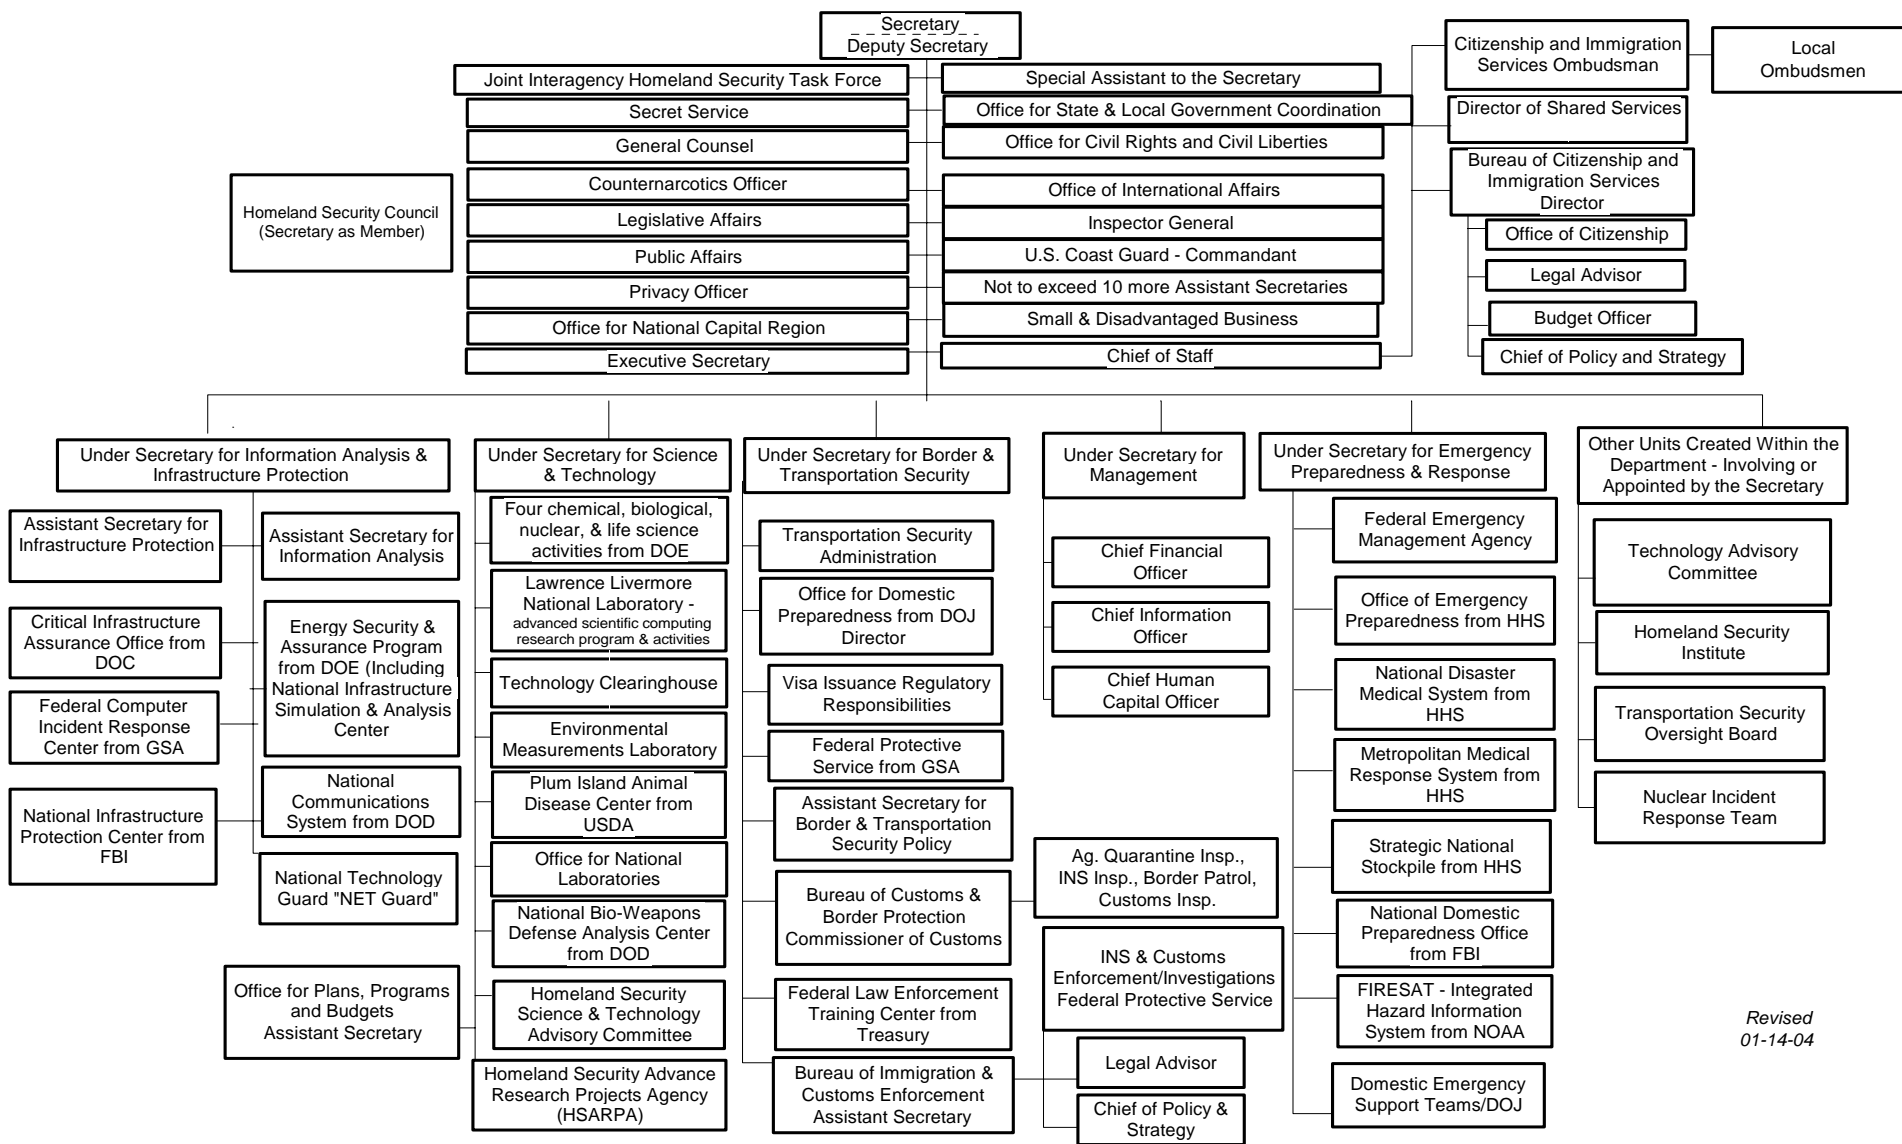 Secretary
Deputy Secretary
Joint Interagency Homeland Security Task Force
Special Assistant to the Secretary
Secret Service
Office for State & Local Government Coordination
General Counsel
Office for Civil Rights and Civil Liberties
Counternarcotics Officer
Office of International Affairs
Legislative Affairs
Inspector General
Public Affairs
U.S. Coast Guard - Commandant
Privacy Officer
Not to exceed 10 more Assistant Secretaries
Office for National Capital Region
Small & Disadvantaged Business
Executive Secretary
Chief of Staff
Homeland Security Council
(Secretary as Member)
Citizenship and Immigration
Services Ombudsman
Local
Ombudsmen
Director of Shared Services
Bureau of Citizenship and
Immigration Services
Director
Office of Citizenship
Legal Advisor
Budget Officer
Chief of Policy and Strategy
Under Secretary for Information Analysis &
Infrastructure Protection
Assistant Secretary for
Infrastructure Protection
Assistant Secretary for
Information Analysis
Critical Infrastructure
Assurance Office from
DOC
Energy Security &
Assurance Program
from DOE (Including
National Infrastructure
Simulation & Analysis
Center
Federal Computer
Incident Response
Center from GSA
National
Communications
System from DOD
National Infrastructure
Protection Center from
FBI
National Technology
Guard "NET Guard"
Under Secretary for Science
& Technology
Four chemical, biological,
nuclear, & life science
activities from DOE
Lawrence Livermore
National Laboratory -
advanced scientific computing
research program & activities
Technology Clearinghouse
Environmental
Measurements Laboratory
Plum Island Animal
Disease Center from
USDA
Office for National
Laboratories
National Bio-Weapons
Defense Analysis Center
from DOD
Office for Plans, Programs
and Budgets
Assistant Secretary
Homeland Security
Science & Technology
Advisory Committee
Homeland Security Advance
Research Projects Agency
(HSARPA)
Under Secretary for Border &
Transportation Security
Transportation Security
Administration
Office for Domestic
Preparedness from DOJ
Director
Visa Issuance Regulatory
Responsibilities
Federal Protective
Service from GSA
Assistant Secretary for
Border & Transportation
Security Policy
Bureau of Customs &
Border Protection
Commissioner of Customs
Ag. Quarantine Insp.,
INS Insp., Border Patrol,
Customs Insp.
Federal Law Enforcement
Training Center from
Treasury
Bureau of Immigration &
Customs Enforcement
Assistant Secretary
INS & Customs
Enforcement/Investigations
Federal Protective Service
Legal Advisor
Chief of Policy &
Strategy
Under Secretary for
Management
Chief Financial
Officer
Chief Information
Officer
Chief Human
Capital Officer
Under Secretary for Emergency
Preparedness & Response
Federal Emergency
Management Agency
Office of Emergency
Preparedness from HHS
National Disaster
Medical System from
HHS
Metropolitan Medical
Response System from
HHS
Strategic National
Stockpile from HHS
National Domestic
Preparedness Office
from FBI
FIRESAT - Integrated
Hazard Information
System from NOAA
Domestic Emergency
Support Teams/DOJ
Other Units Created Within the
Department - Involving or
Appointed by the Secretary
Technology Advisory
Committee
Homeland Security
Institute
Transportation Security
Oversight Board
Nuclear Incident
Response Team
Revised
01-14-04